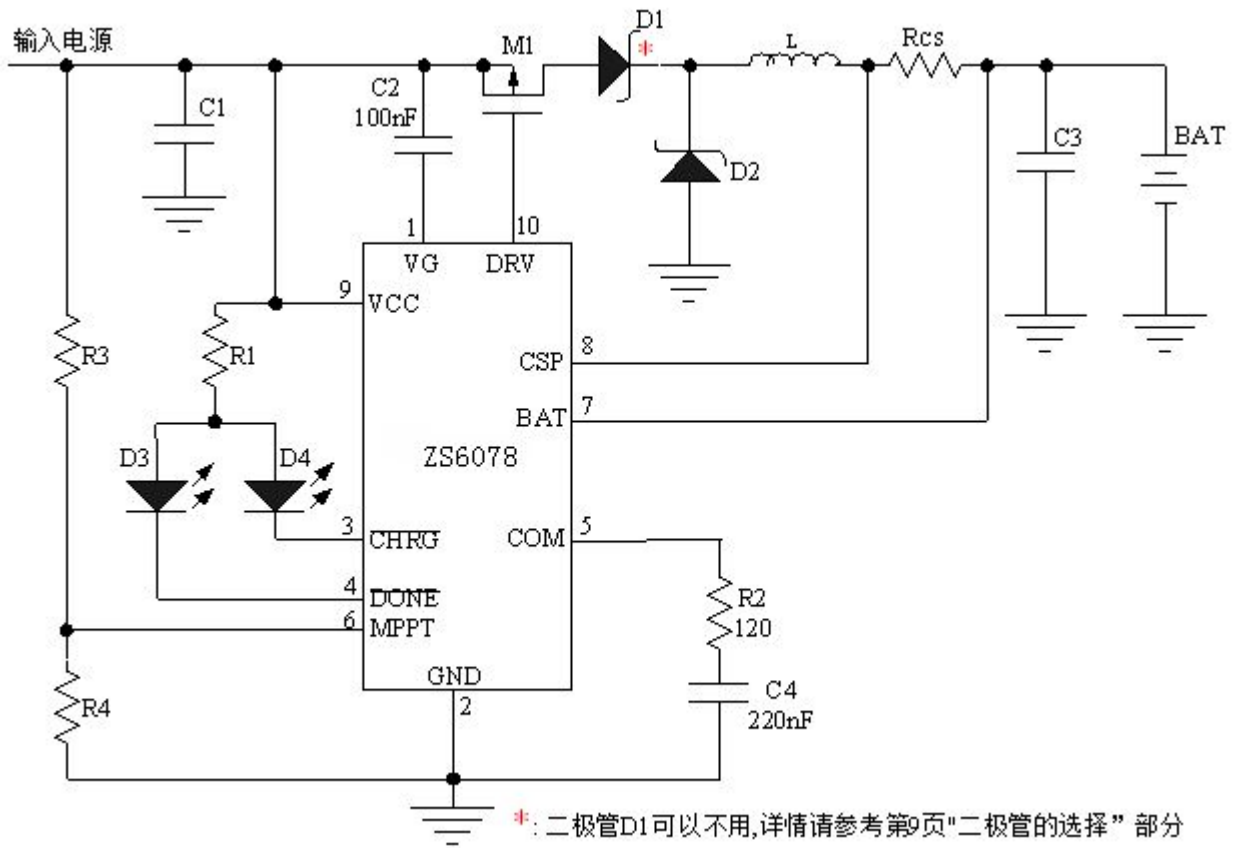 输入电源
D1
*
M1
L
Rcs
C1
C2
100nF
C3
BAT
D2
1
10
VG
DRV
9
VCC
R3
R1
CSP
8
BAT
7
ZS6078
D3
D4
3
CHRG
COM
5
4
DONE
6
MPPT
R2
120
GND
2
R4
C4
220nF
*: 二极管D1可以不用,详情请参考第9页"二极管的选择”部分